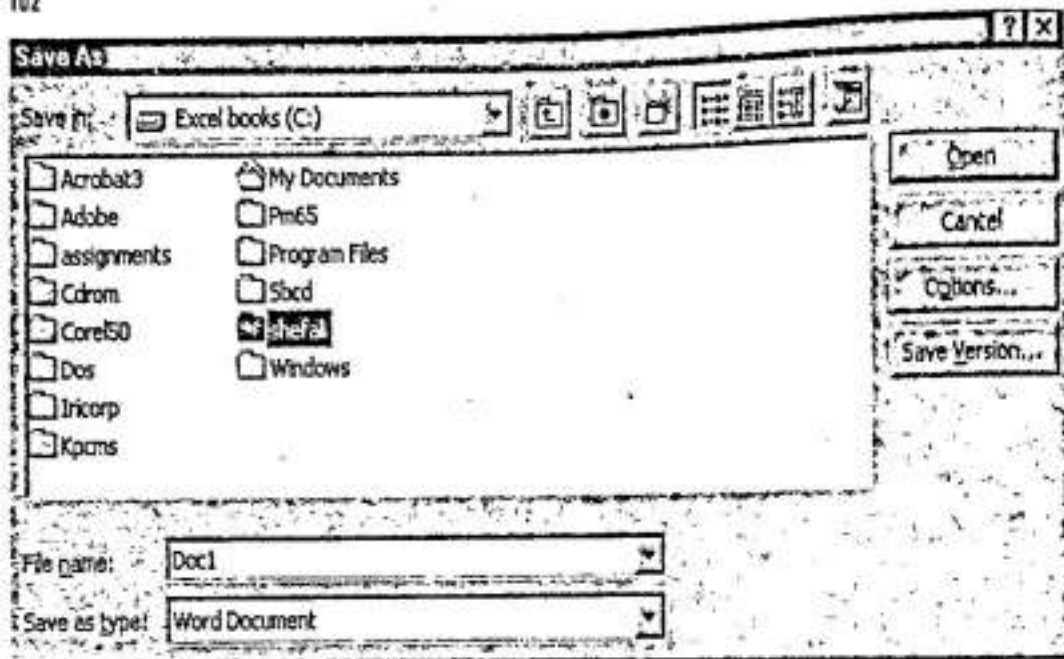 102
Save As
Save in: Excel books (C:)
Acrobat3
Adobe
assignments
Cdrom
Corel50
Dos
Iricorp
Kpcms
My Documents
Pm65
Program Files
Sbcd
shefali
Windows
Open
Cancel
Options...
Save Version...
File name: Doc1
Save as type: Word Document